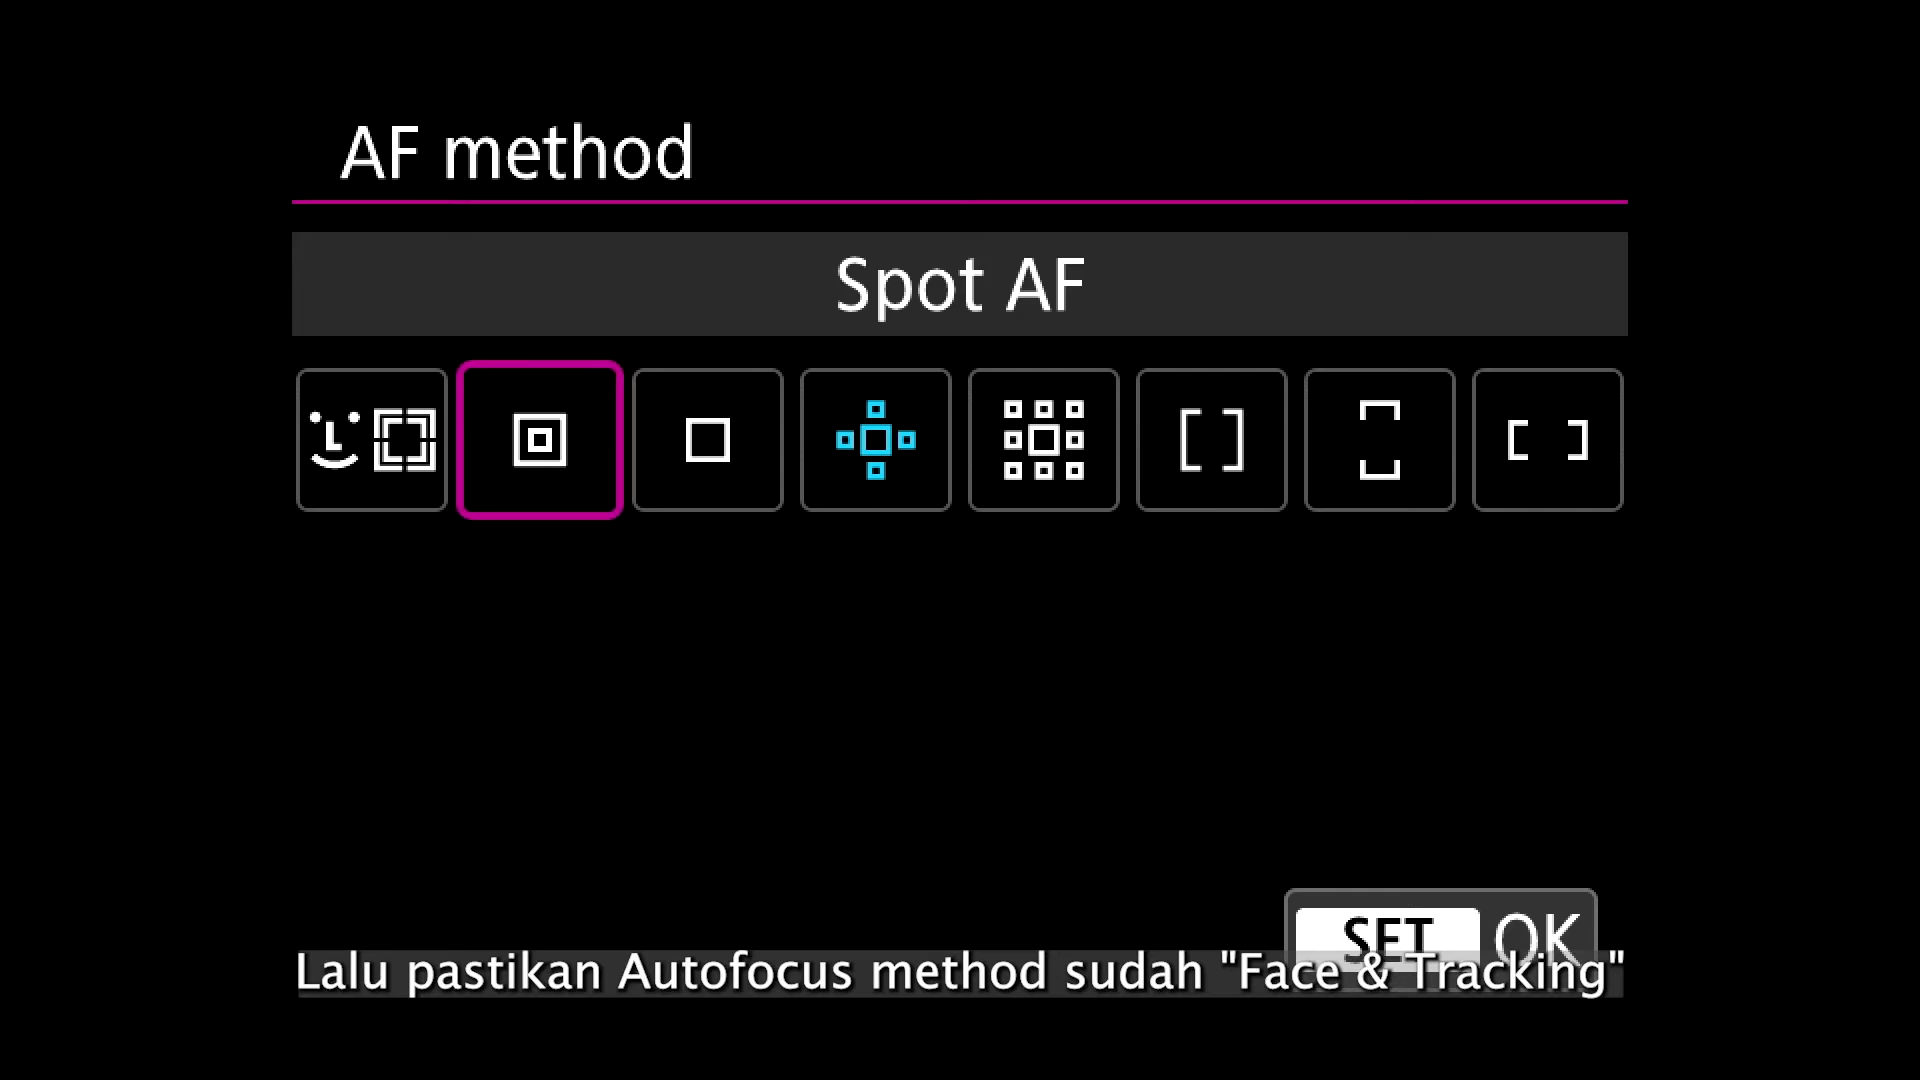 AF method
Spot AF
SET OK
Lalu pastikan Autofocus method sudah "Face & Tracking"